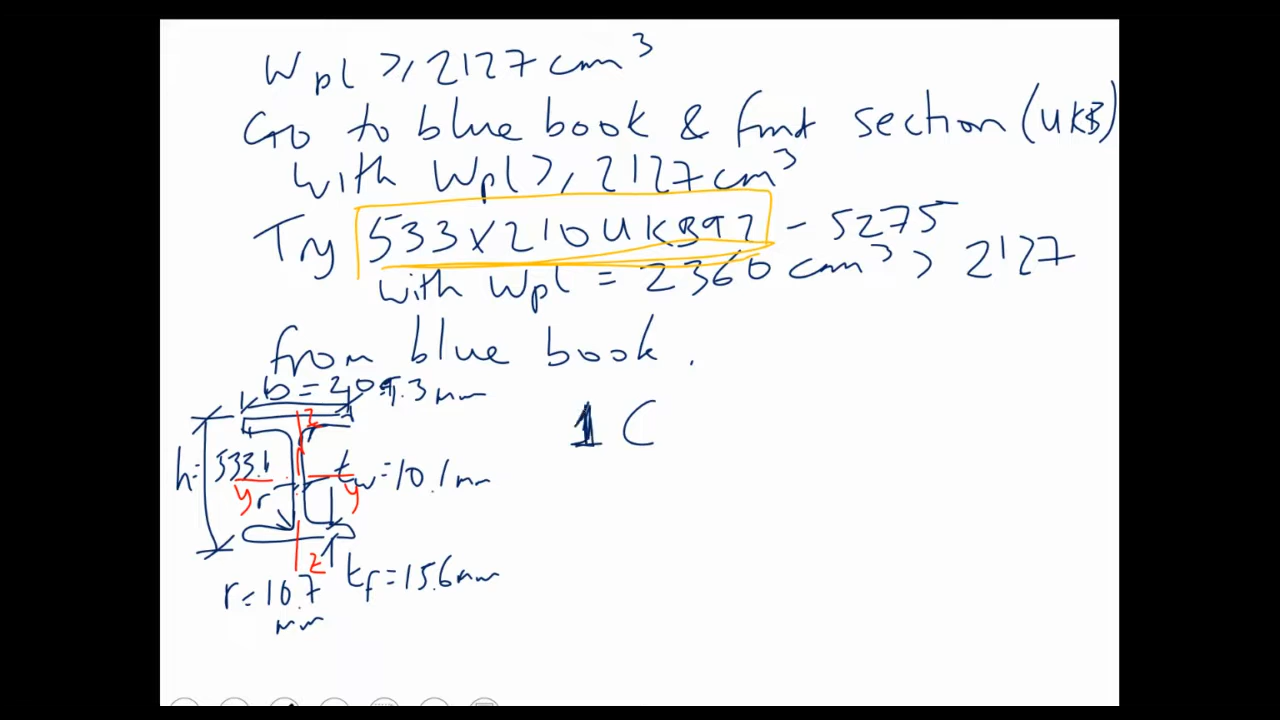 Wpl ⩾ 2127 cm³
Go to blue book & find section (UKB)
with Wpl ⩾ 2127 cm³
Try 533 x 210 UKB 92 - S275
with Wpl = 2360 cm³ > 2127
from blue book.
b = 209.3 mm
1 C
z
r
h = 533.1
tw = 10.1 mm
y
r
y
z
tf = 15.6 mm
r = 10.7
mm